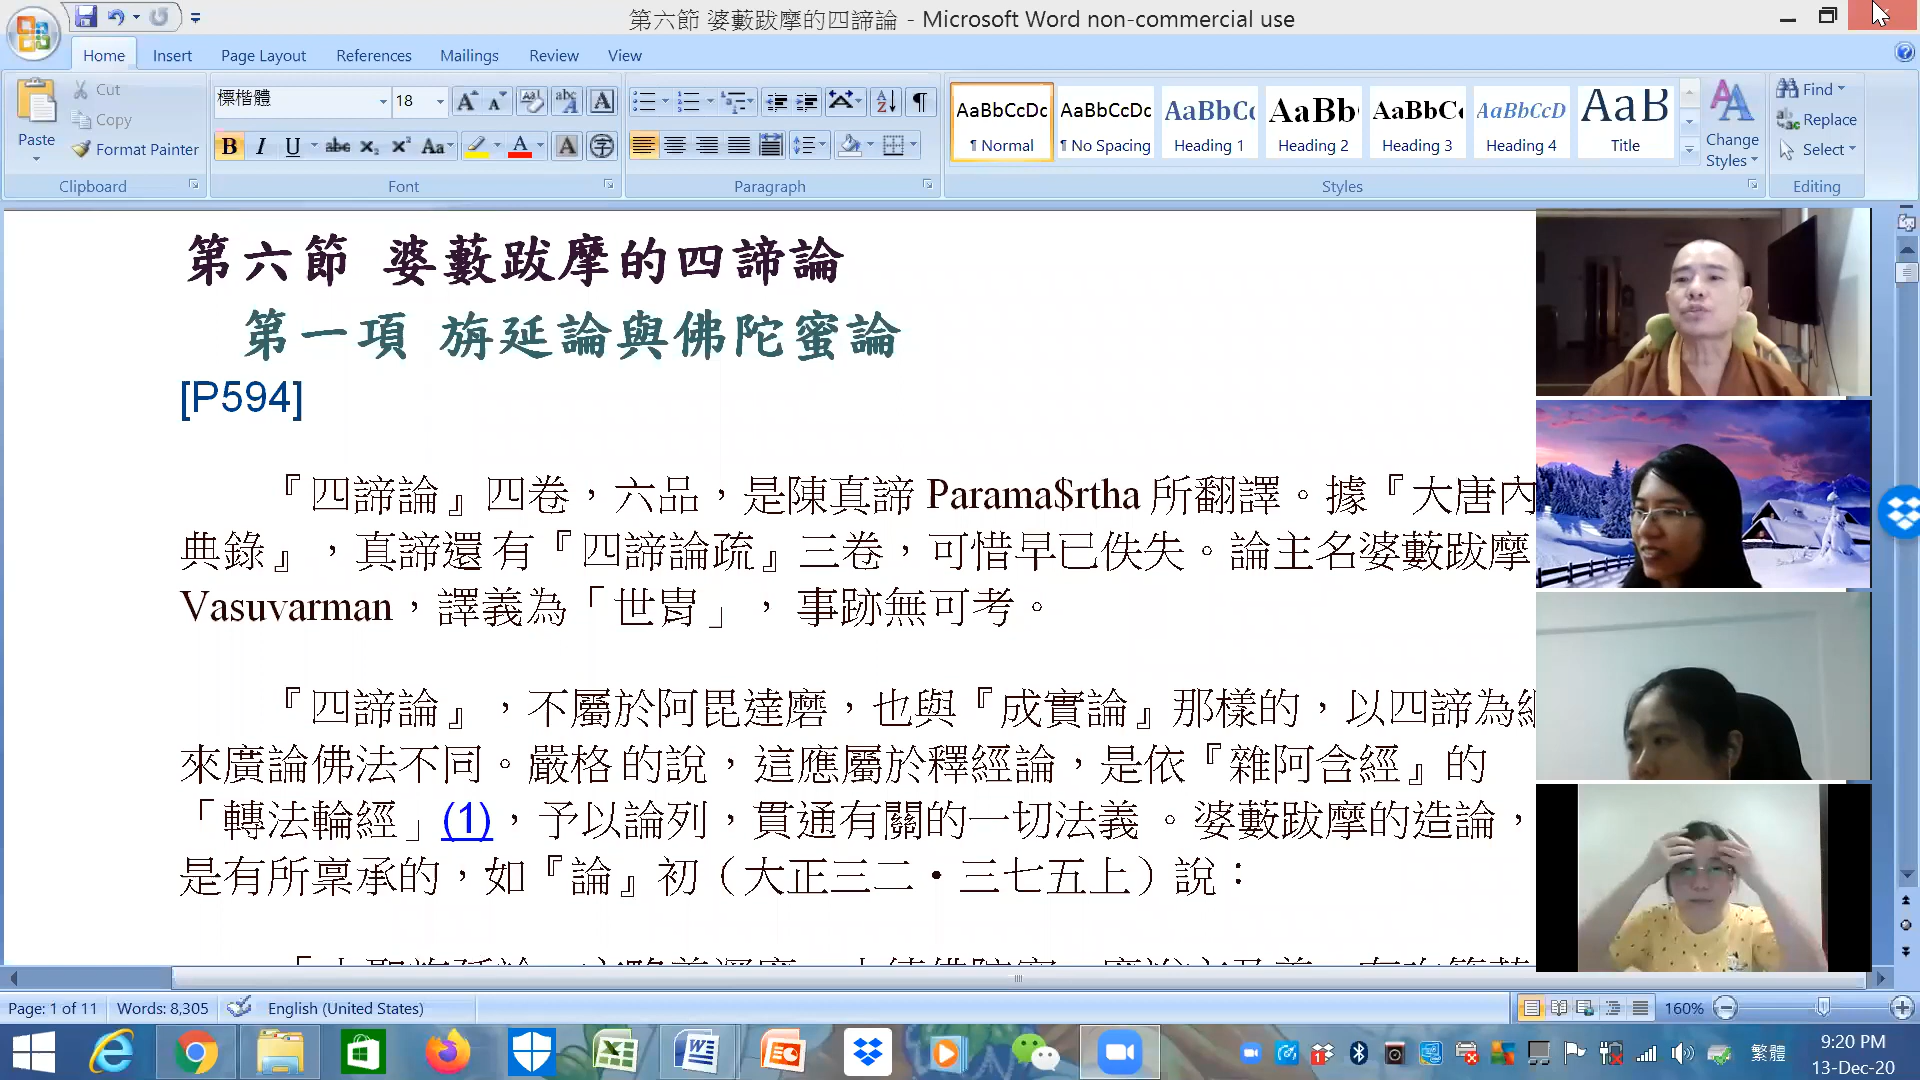 第六節 婆藪跋摩的四諦論 - Microsoft Word non-commercial use
Home Insert Page Layout References Mailings Review View
Paste
Cut
Copy
Format Painter
Clipboard
標楷體 18
Font
Paragraph
AaBbCcDc AaBbCcDc AaBbCc AaBb AaBbCc AaBbCcD AaB
¶ Normal ¶ No Spacing Heading 1 Heading 2 Heading 3 Heading 4 Title
Change Styles
Styles
Find
Replace
Select
Editing
第六節 婆藪跋摩的四諦論
第一項 旃延論與佛陀蜜論
[P594]
『四諦論』四卷，六品，是陳真諦 Parama$rtha 所翻譯。據『大唐內
典錄』，真諦還有『四諦論疏』三卷，可惜早已佚失。論主名婆藪跋摩
Vasuvarman，譯義為「世胄」， 事跡無可考。
『四諦論』，不屬於阿毘達磨，也與『成實論』那樣的，以四諦為
來廣論佛法不同。嚴格的說，這應屬於釋經論，是依『雜阿含經』的
「轉法輪經」(1)，予以論列，貫通有關的一切法義 。婆藪跋摩的造論，
是有所稟承的，如『論』初（大正三二‧三七五上）說：
Page: 1 of 11 Words: 8,305 English (United States) 160%
繁體
9:20 PM
13-Dec-20